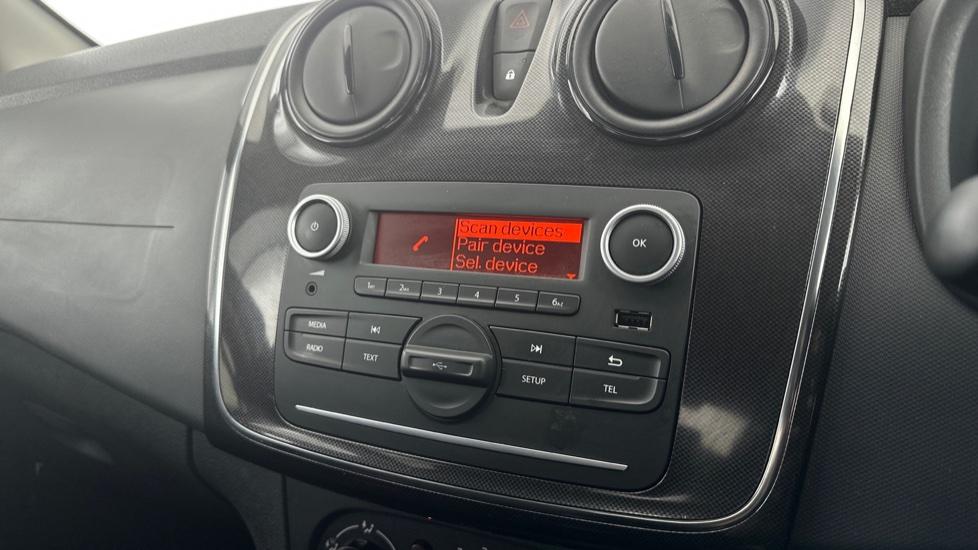 Scan devices
Pair device
Sel. device
OK
1
2
3
4
5
6
MEDIA
RADIO
TEXT
SETUP
TEL